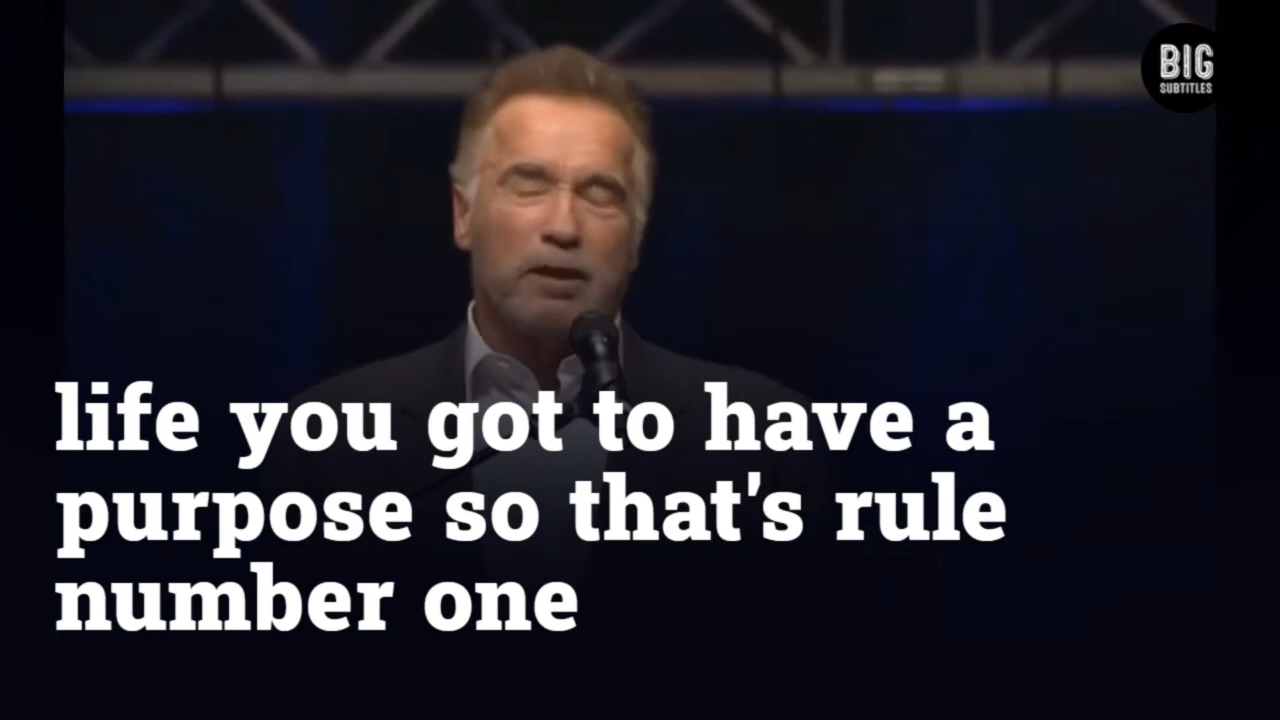 BIG
SUBTITLES
life you got to have a
purpose so that's rule
number one